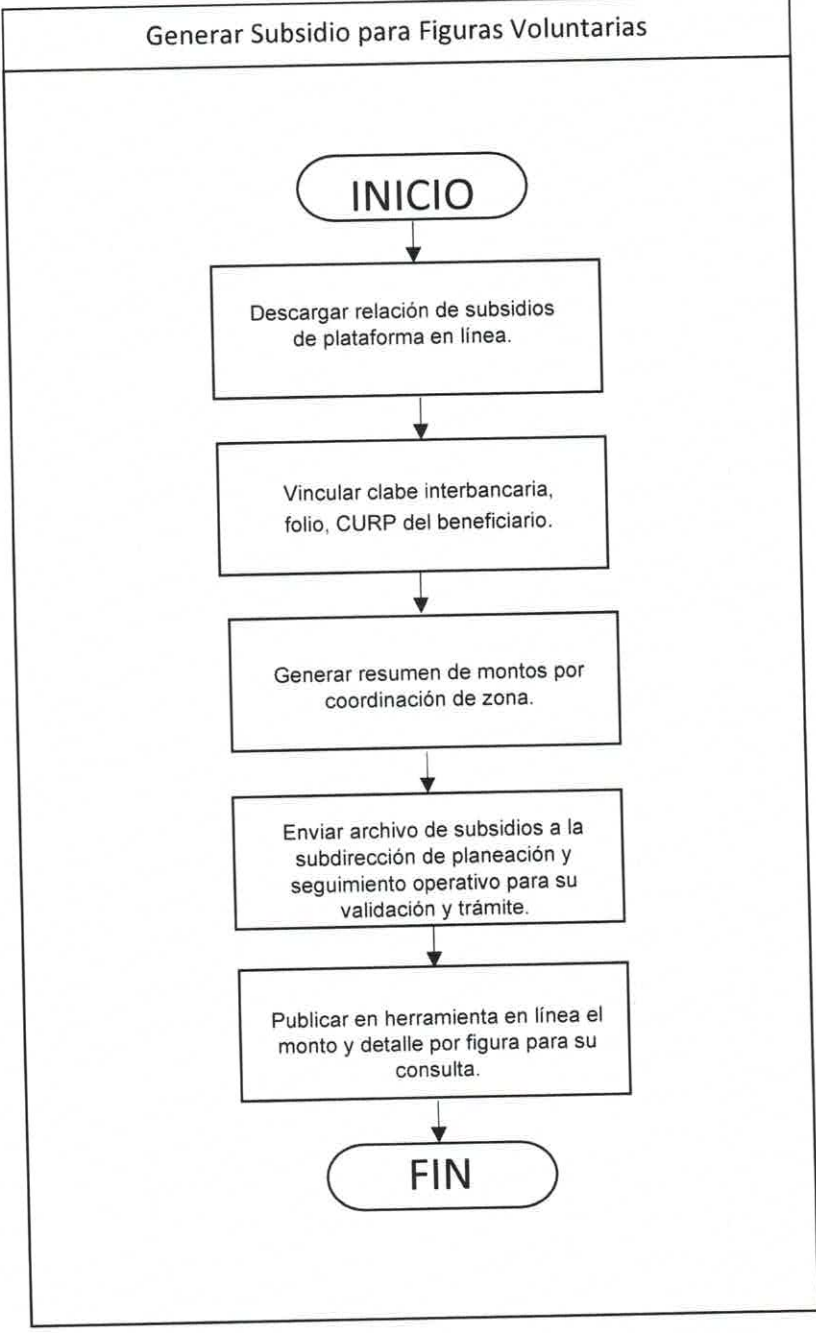 Generar Subsidio para Figuras Voluntarias
INICIO
Descargar relación de subsidios
de plataforma en línea.
Vincular clabe interbancaria,
folio, CURP del beneficiario.
Generar resumen de montos por
coordinación de zona.
Enviar archivo de subsidios a la
subdirección de planeación y
seguimiento operativo para su
validación y trámite.
Publicar en herramienta en línea el
monto y detalle por figura para su
consulta.
FIN